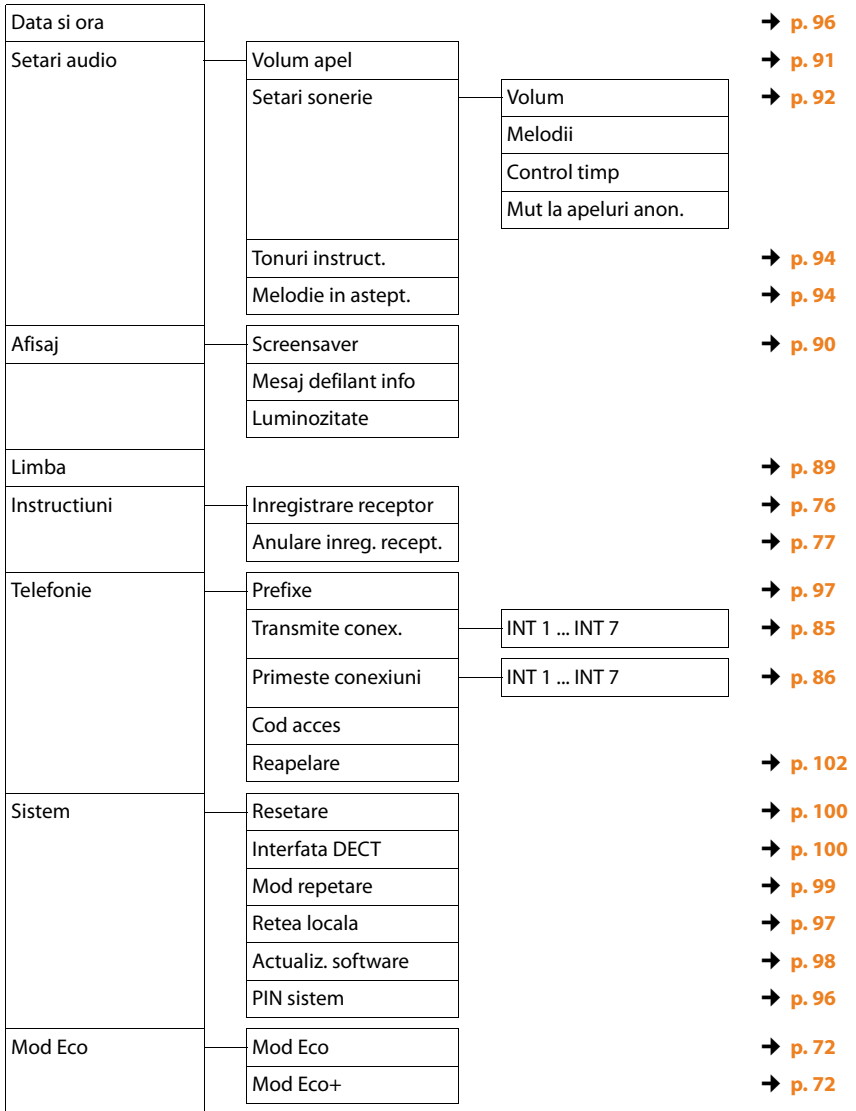 Data si ora ➔ p. 96
Setari audio Volum apel ➔ p. 91
Setari sonerie Volum ➔ p. 92
Melodii
Control timp
Mut la apeluri anon.
Tonuri instruct. ➔ p. 94
Melodie in astept. ➔ p. 94
Afisaj Screensaver ➔ p. 90
Mesaj defilant info
Luminozitate
Limba ➔ p. 89
Instructiuni Inregistrare receptor ➔ p. 76
Anulare inreg. recept. ➔ p. 77
Telefonie Prefixe ➔ p. 97
Transmite conex. INT 1 ... INT 7 ➔ p. 85
Primeste conexiuni INT 1 ... INT 7 ➔ p. 86
Cod acces
Reapelare ➔ p. 102
Sistem Resetare ➔ p. 100
Interfata DECT ➔ p. 100
Mod repetare ➔ p. 99
Retea locala ➔ p. 97
Actualiz. software ➔ p. 98
PIN sistem ➔ p. 96
Mod Eco Mod Eco ➔ p. 72
Mod Eco+ ➔ p. 72